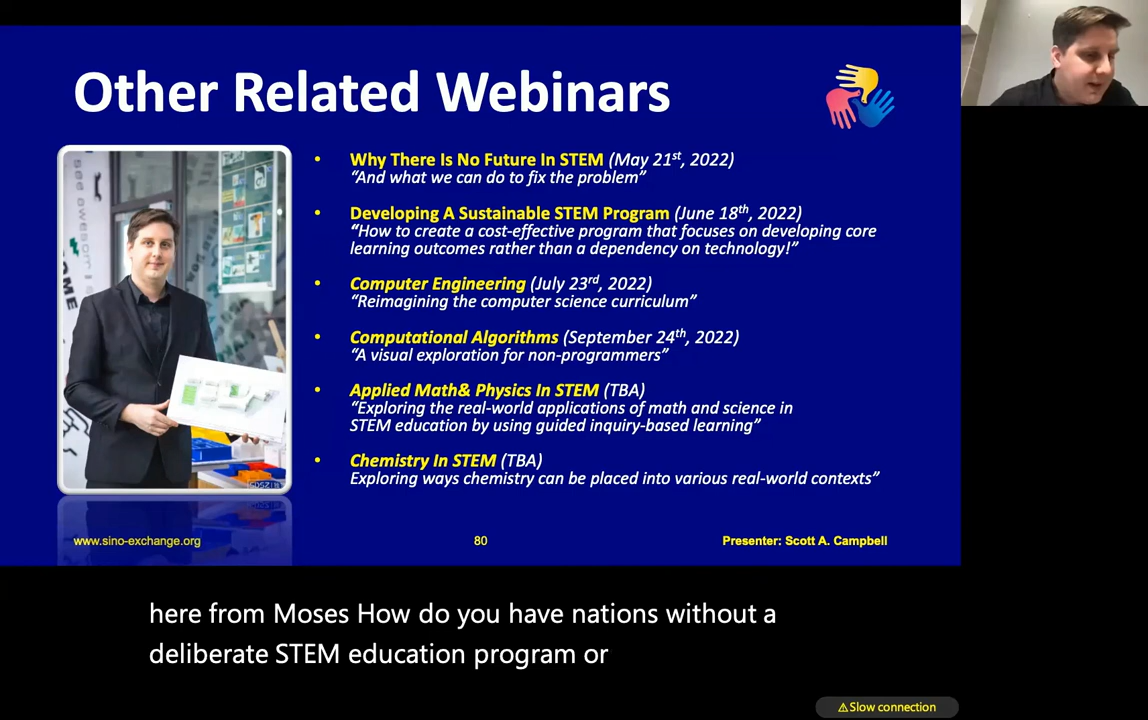 Other Related Webinars
• Why There Is No Future In STEM (May 21st, 2022)
“And what we can do to fix the problem”
• Developing A Sustainable STEM Program (June 18th, 2022)
“How to create a cost-effective program that focuses on developing core
learning outcomes rather than a dependency on technology!”
• Computer Engineering (July 23rd, 2022)
“Reimagining the computer science curriculum”
• Computational Algorithms (September 24th, 2022)
“A visual exploration for non-programmers”
• Applied Math& Physics In STEM (TBA)
“Exploring the real-world applications of math and science in
STEM education by using guided inquiry-based learning”
• Chemistry In STEM (TBA)
Exploring ways chemistry can be placed into various real-world contexts”
www.sino-exchange.org
80
Presenter: Scott A. Campbell
here from Moses How do you have nations without a
deliberate STEM education program or
⚠Slow connection